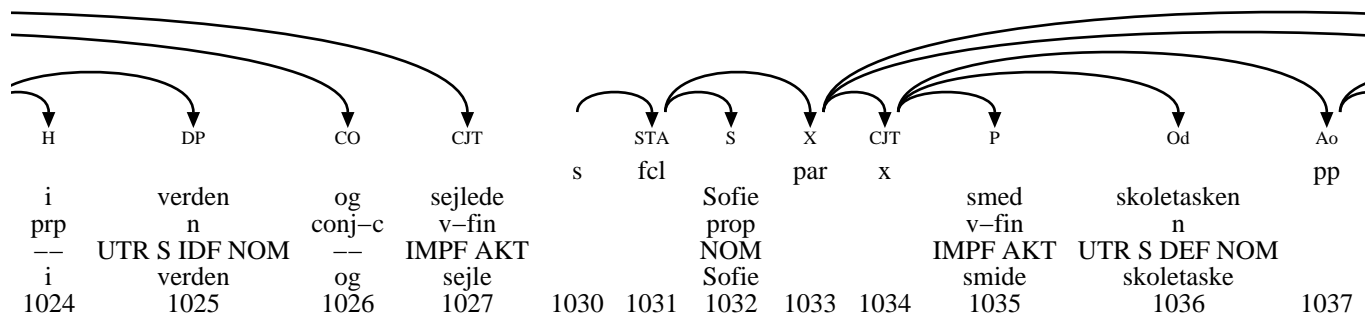 H DP CO CJT STA S X CJT P Od Ao
s fcl par x pp
i verden og sejlede Sofie smed skoletasken
prp n conj−c v−fin prop v−fin n
−− UTR S IDF NOM −− IMPF AKT NOM IMPF AKT UTR S DEF NOM
i verden og sejle Sofie smide skoletaske
1024 1025 1026 1027 1030 1031 1032 1033 1034 1035 1036 1037